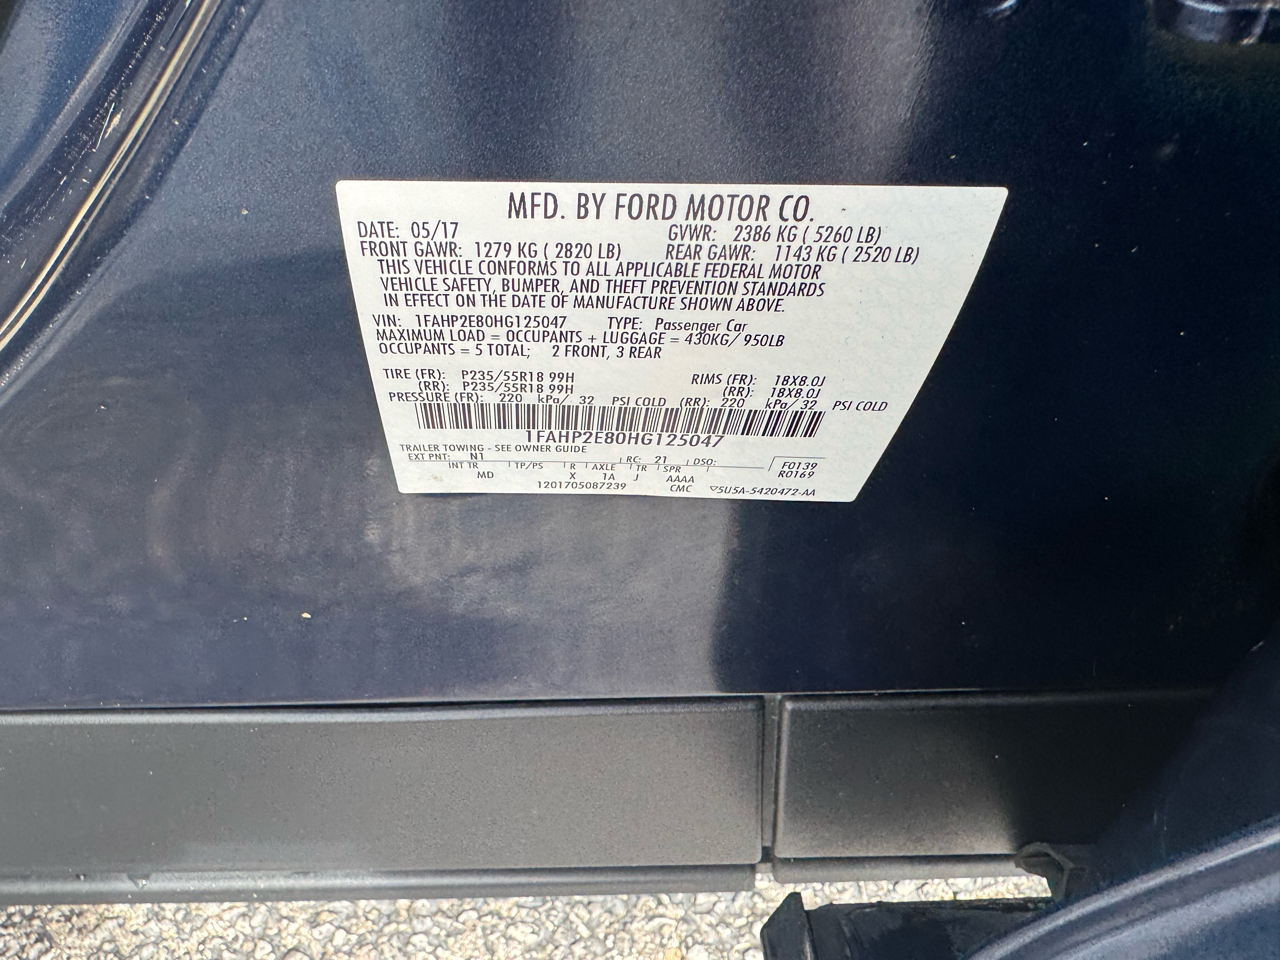 MFD. BY FORD MOTOR CO.
DATE: 05/17 GVWR: 2386 KG ( 5260 LB)
FRONT GAWR: 1279 KG ( 2820 LB) REAR GAWR: 1143 KG ( 2520 LB)
THIS VEHICLE CONFORMS TO ALL APPLICABLE FEDERAL MOTOR
VEHICLE SAFETY, BUMPER, AND THEFT PREVENTION STANDARDS
IN EFFECT ON THE DATE OF MANUFACTURE SHOWN ABOVE.
VIN: 1FAHP2E80HG125047 TYPE: Passenger Car
MAXIMUM LOAD = OCCUPANTS + LUGGAGE = 430KG/ 950LB
OCCUPANTS = 5 TOTAL; 2 FRONT, 3 REAR
TIRE (FR): P235/55R18 99H RIMS (FR): 18X8.0J
(RR): P235/55R18 99H (RR): 18X8.0J
PRESSURE (FR): 220 kPa/ 32 PSI COLD (RR): 220 kPa/ 32 PSI COLD
1FAHP2E80HG125047
TRAILER TOWING - SEE OWNER GUIDE
EXT PNT: N1 RC: 21 DSO: F0139
INT TR TP/PS R AXLE TR SPR R0169
MD X 1A J AAAA
1201705087239 CMC ▽5U5A-5420472-AA